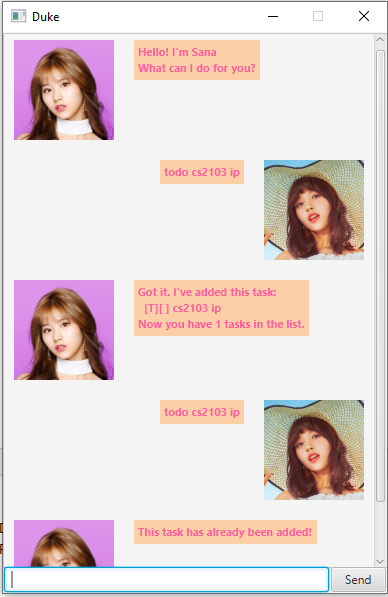 Duke
Hello! I'm Sana
What can I do for you?
todo cs2103 ip
Got it. I've added this task:
[T][ ] cs2103 ip
Now you have 1 tasks in the list.
todo cs2103 ip
This task has already been added!
Send